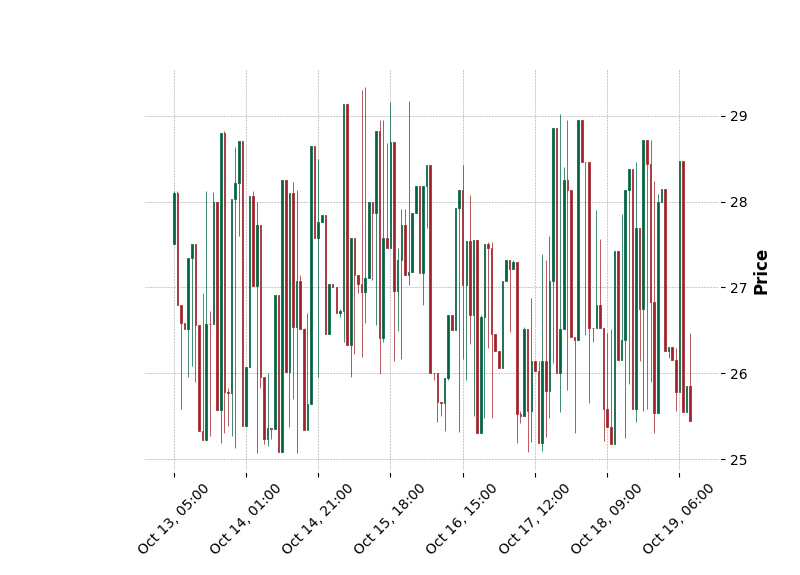 29
28
27
26
25
Price
Oct 13, 05:00
Oct 14, 01:00
Oct 14, 21:00
Oct 15, 18:00
Oct 16, 15:00
Oct 17, 12:00
Oct 18, 09:00
Oct 19, 06:00